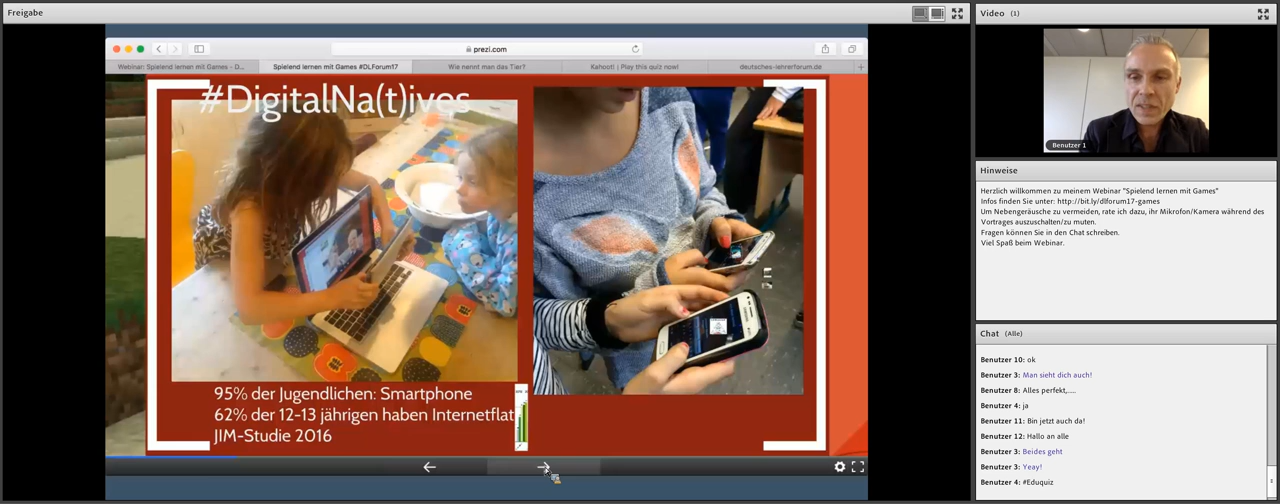 Freigabe
prezi.com
Webinar: Spielend lernen mit Games - D...
Spielend lernen mit Games #DLForum17
Wie nennt man das Tier?
Kahoot! | Play this quiz now!
deutsches-lehrerforum.de
#DigitalNa(t)ives
95% der Jugendlichen: Smartphone
62% der 12-13 jährigen haben Internetflat
JIM-Studie 2016
Video (1)
Benutzer 1
Hinweise
Herzlich willkommen zu meinem Webinar "Spielend lernen mit Games"
Infos finden Sie unter: http://bit.ly/dlforum17-games
Um Nebengeräusche zu vermeiden, rate ich dazu, ihr Mikrofon/Kamera während des
Vortrages auszuschalten/zu muten.
Fragen können Sie in den Chat schreiben.
Viel Spaß beim Webinar.
Chat (Alle)
Benutzer 10: ok
Benutzer 3: Man sieht dich auch!
Benutzer 8: Alles perfekt,....
Benutzer 4: ja
Benutzer 11: Bin jetzt auch da!
Benutzer 12: Hallo an alle
Benutzer 3: Beides geht
Benutzer 3: Yeay!
Benutzer 4: #Eduquiz